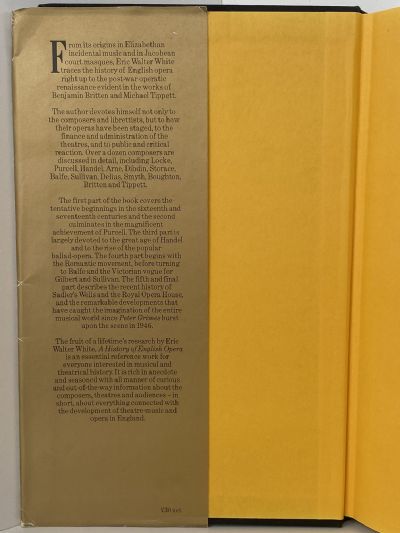 From its origins in Elizabethan
incidental music and in Jacobean
court masques, Eric Walter White
traces the history of English opera
right up to the post-war operatic
renaissance evident in the works of
Benjamin Britten and Michael Tippett.
The author devotes himself not only to
the composers and librettists, but to how
their operas have been staged, to the
finance and administration of the
theatres, and to public and critical
reaction. Over a dozen composers are
discussed in detail, including Locke,
Purcell, Handel, Arne, Dibdin, Storace,
Balfe, Sullivan, Delius, Smyth, Boughton,
Britten and Tippett.
The first part of the book covers the
tentative beginnings in the sixteenth and
seventeenth centuries and the second
culminates in the magnificent
achievement of Purcell. The third part is
largely devoted to the great age of Handel
and to the rise of the popular
ballad-opera. The fourth part begins with
the Romantic movement, before turning
to Balfe and the Victorian vogue for
Gilbert and Sullivan. The fifth and final
part describes the recent history of
Sadler's Wells and the Royal Opera House,
and the remarkable developments that
have caught the imagination of the entire
musical world since Peter Grimes burst
upon the scene in 1945.
The fruit of a lifetime's research by Eric
Walter White, A History of English Opera
is an essential reference work for
everyone interested in musical and
theatrical history. It is rich in anecdote
and seasoned with all manner of curious
and out-of-the-way information about the
composers, theatres and audiences – in
short, about everything connected with
the development of theatre-music and
opera in England.
£30 net